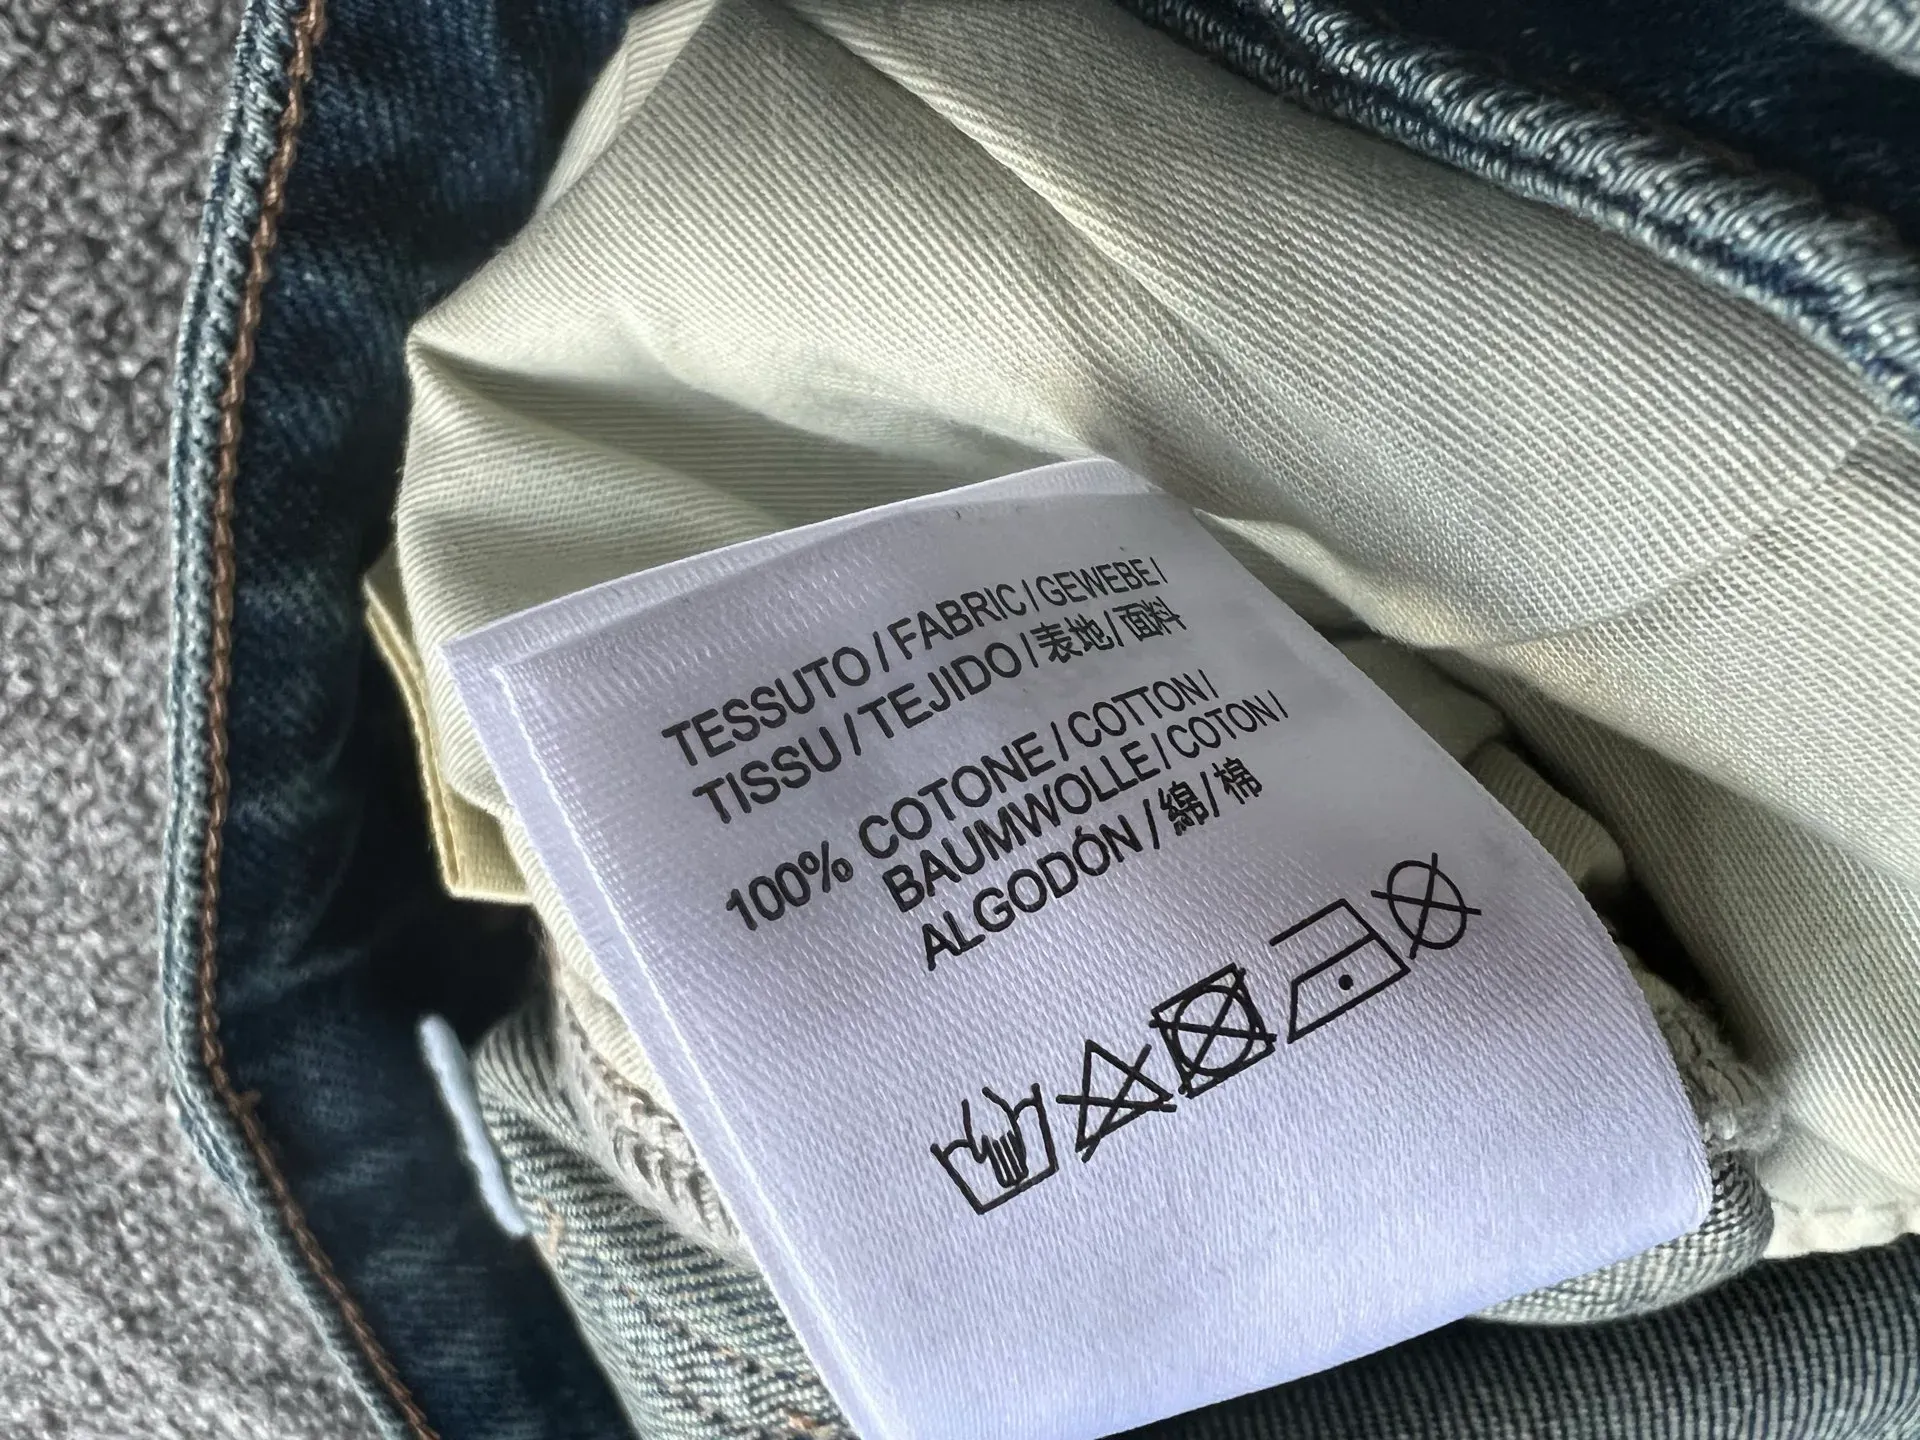 TESSUTO / FABRIC / GEWEBE /
TISSU / TEJIDO / 表地 / 面料
100% COTONE / COTTON /
BAUMWOLLE / COTON /
ALGODÓN / 綿 / 棉